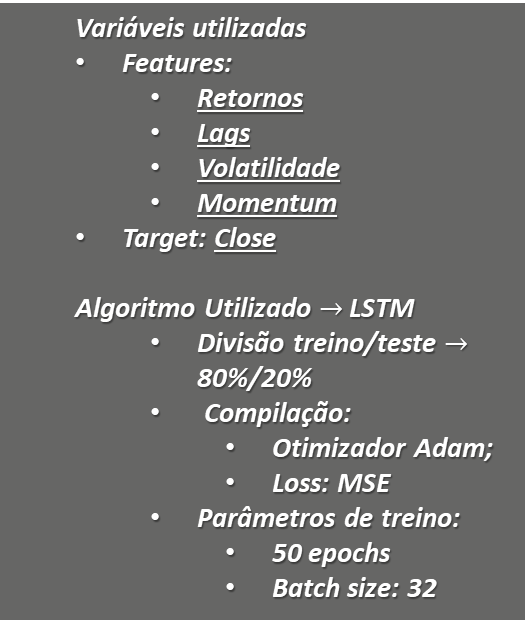 Variáveis utilizadas
• Features:
• Retornos
• Lags
• Volatilidade
• Momentum
• Target: Close
Algoritmo Utilizado → LSTM
• Divisão treino/teste →
80%/20%
• Compilação:
• Otimizador Adam;
• Loss: MSE
• Parâmetros de treino:
• 50 epochs
• Batch size: 32